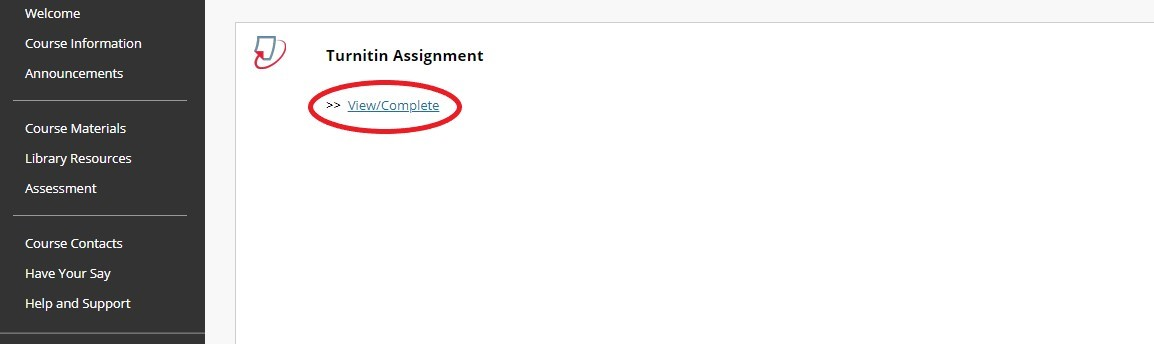 Welcome
Course Information
Announcements
Course Materials
Library Resources
Assessment
Course Contacts
Have Your Say
Help and Support
Turnitin Assignment
>> View/Complete